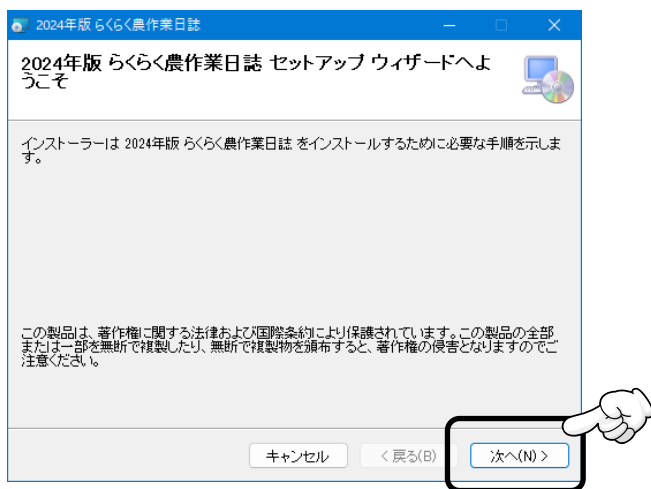 2024年版 らくらく農作業日誌
2024年版 らくらく農作業日誌 セットアップ ウィザードへよ
うこそ
インストーラーは 2024年版 らくらく農作業日誌 をインストールするために必要な手順を示しま
す。
この製品は、著作権に関する法律および国際条約により保護されています。この製品の全部
または一部を無断で複製したり、無断で複製物を頒布すると、著作権の侵害となりますのでご
注意ください。
キャンセル
< 戻る(B)
次へ(N) >